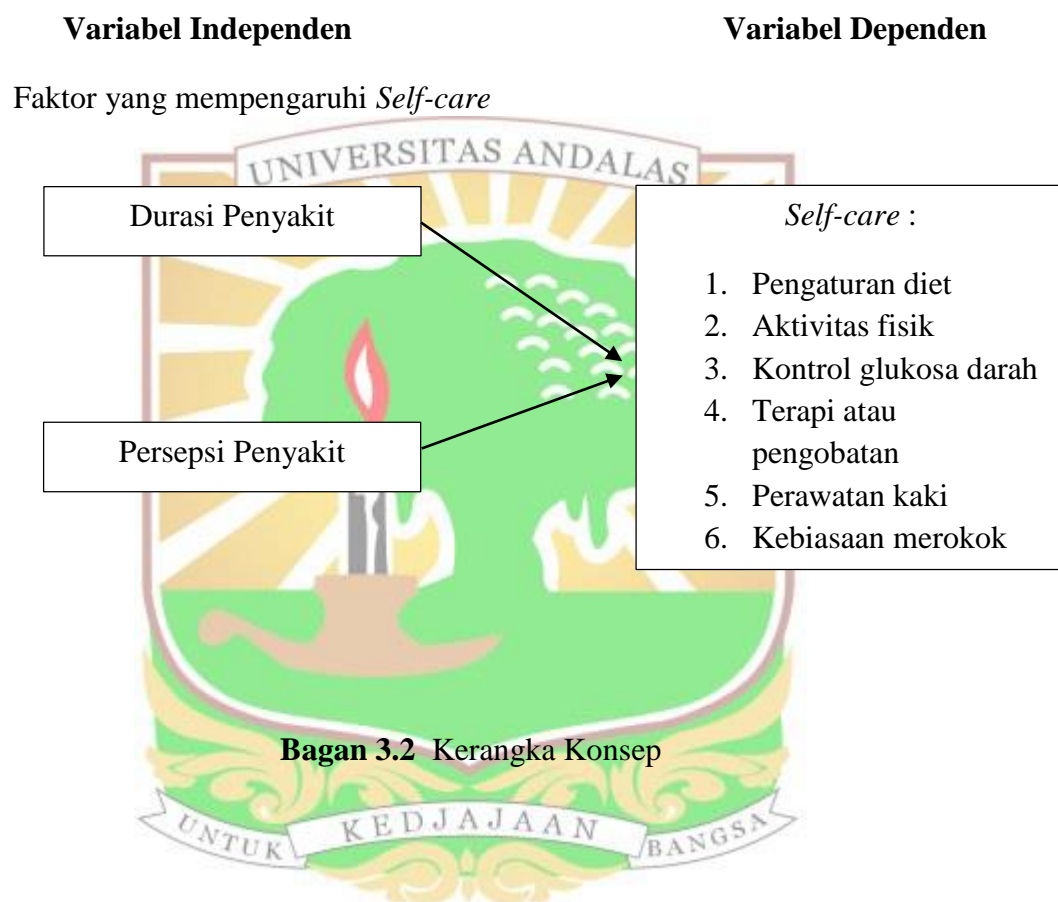 Variabel Independen
Variabel Dependen
Faktor yang mempengaruhi Self-care
UNIVERSITAS ANDALAS
Durasi Penyakit
Persepsi Penyakit
Self-care :
1. Pengaturan diet
2. Aktivitas fisik
3. Kontrol glukosa darah
4. Terapi atau
pengobatan
5. Perawatan kaki
6. Kebiasaan merokok
Bagan 3.2 Kerangka Konsep
UNTUK KEDJAJAAN BANGSA